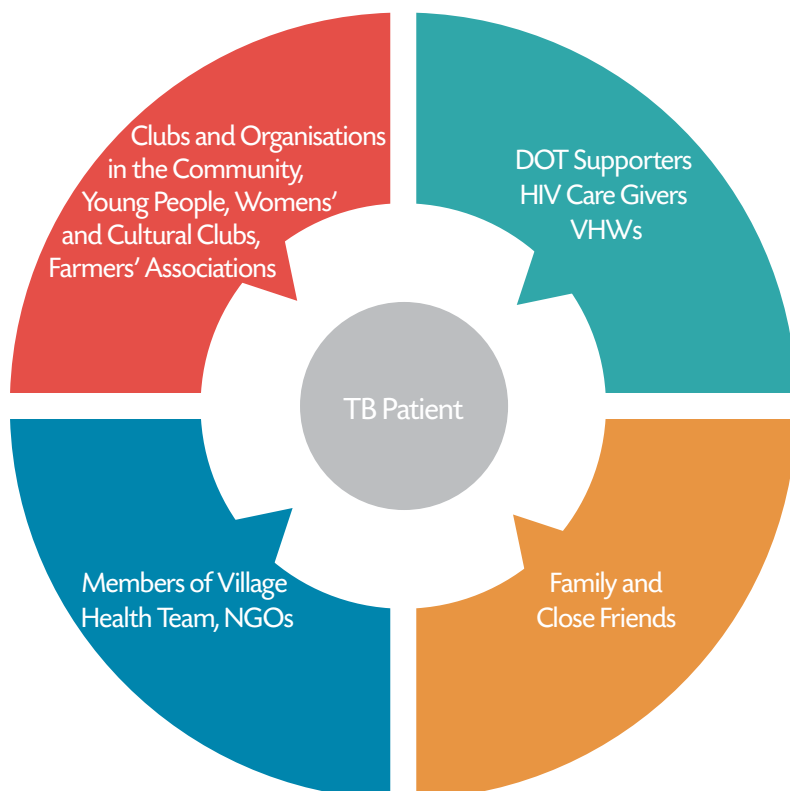 Clubs and Organisations
in the Community,
Young People, Womens'
and Cultural Clubs,
Farmers' Associations
DOT Supporters
HIV Care Givers
VHWs
TB Patient
Members of Village
Health Team, NGOs
Family and
Close Friends